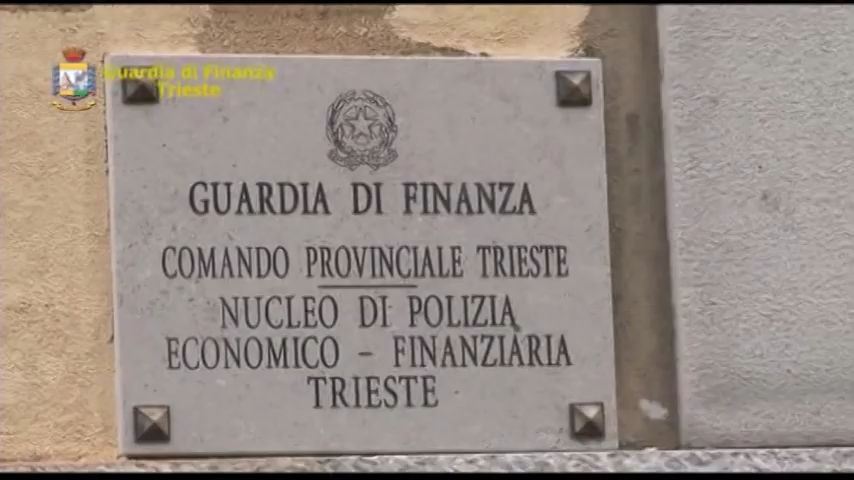 Guardia di Finanza
Trieste
GUARDIA DI FINANZA
COMANDO PROVINCIALE TRIESTE
NUCLEO DI POLIZIA
ECONOMICO - FINANZIARIA
TRIESTE